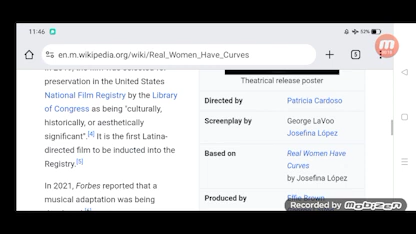 11:46
52%
en.m.wikipedia.org/wiki/Real_Women_Have_Curves
5
preservation in the United States
National Film Registry by the Library
of Congress as being "culturally,
historically, or aesthetically
significant".[4] It is the first Latina-
directed film to be inducted into the
Registry.[5]
In 2021, Forbes reported that a
musical adaptation was being
Theatrical release poster
Directed by Patricia Cardoso
Screenplay by George LaVoo
Josefina López
Based on Real Women Have
Curves
by Josefina López
Produced by Effie Brown
Recorded by MOBIZEN